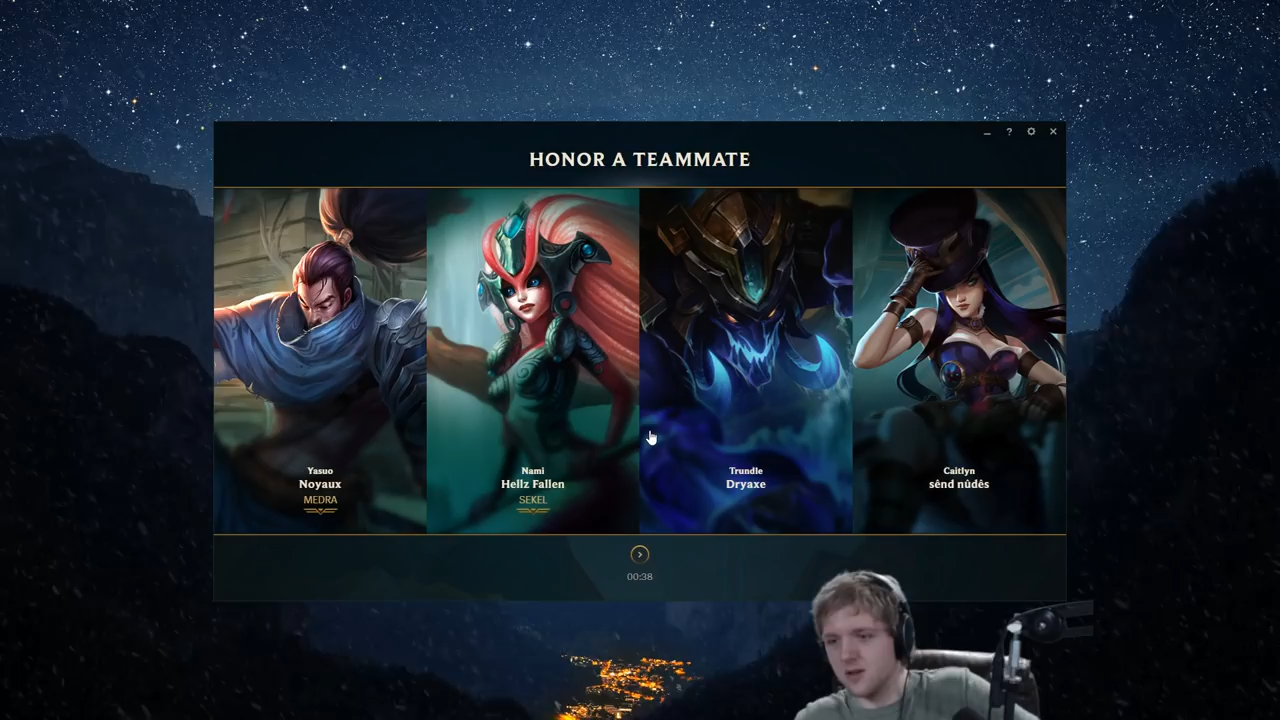 ?
HONOR A TEAMMATE
Yasuo
Noyaux
MEDRA
Nami
Hellz Fallen
SEKEL
Trundle
Dryaxe
Caitlyn
sênd nûdês
00:38